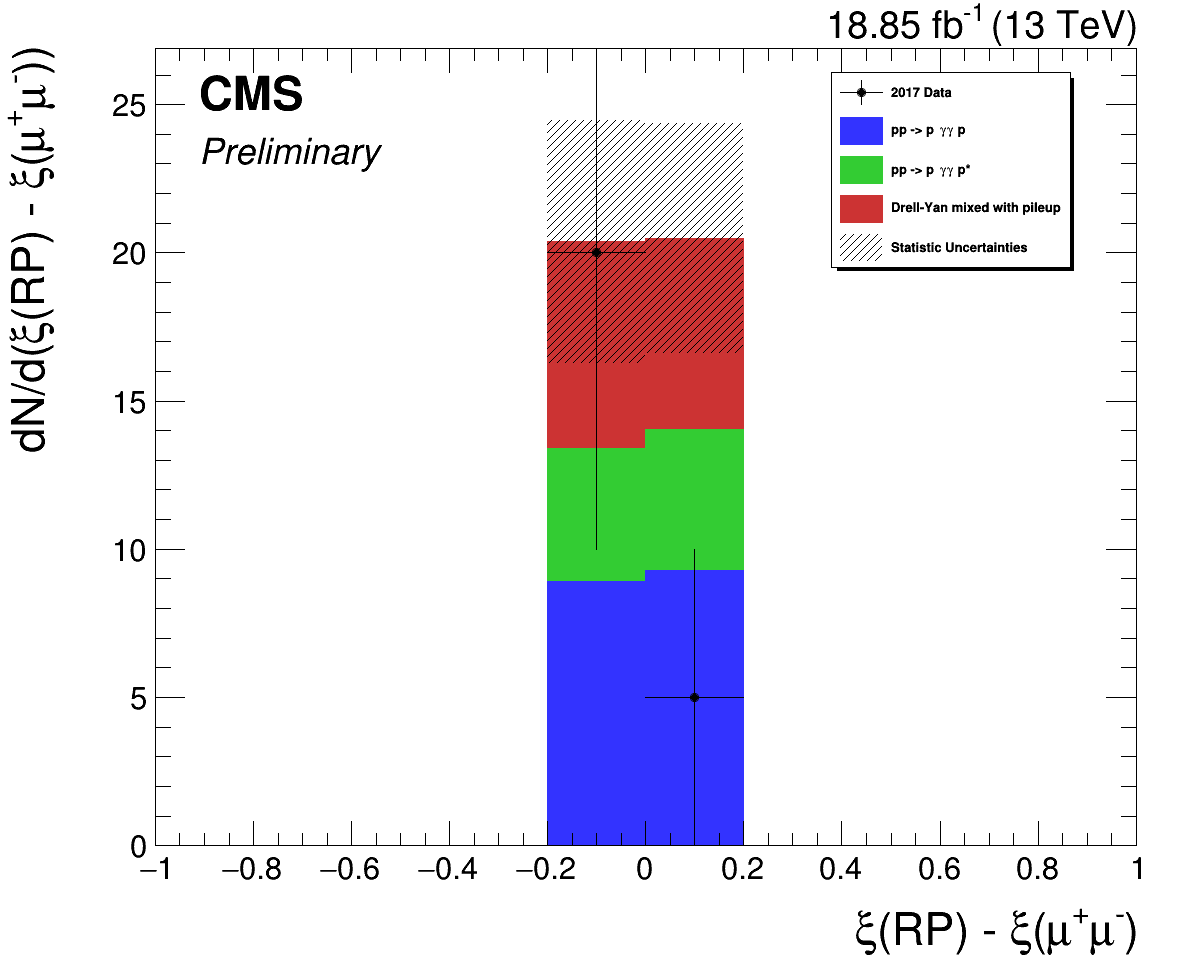 18.85 fb⁻¹ (13 TeV)
dN/d(ξ(RP) - ξ(μ⁺μ⁻))
CMS
Preliminary
2017 Data
pp -> p γγ p
pp -> p γγ p*
Drell-Yan mixed with pileup
Statistic Uncertainties
25
20
15
10
5
0
−1 −0.8 −0.6 −0.4 −0.2 0 0.2 0.4 0.6 0.8 1
ξ(RP) - ξ(μ⁺μ⁻)